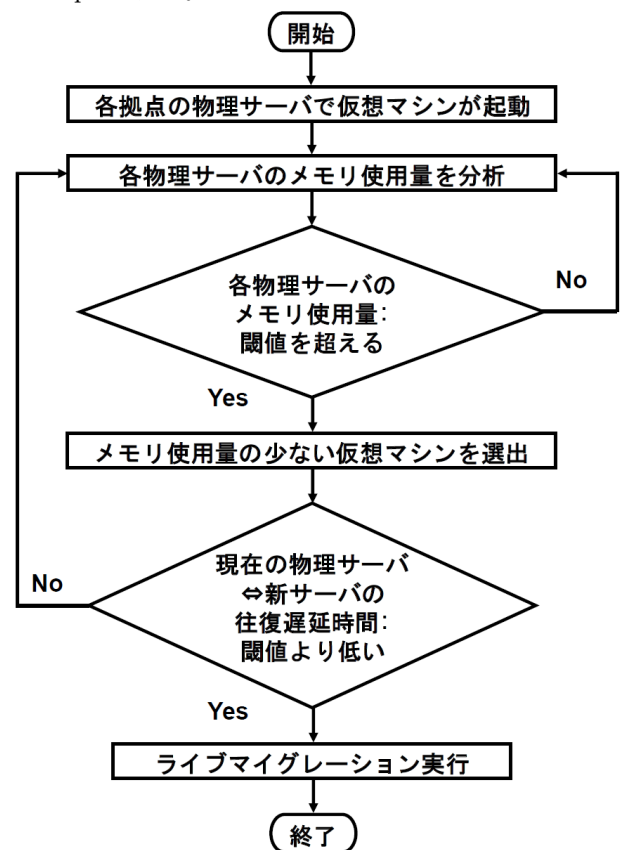 開始
各拠点の物理サーバで仮想マシンが起動
各物理サーバのメモリ使用量を分析
各物理サーバの
メモリ使用量:
閾値を超える
No
Yes
メモリ使用量の少ない仮想マシンを選出
現在の物理サーバ
⇔新サーバの
往復遅延時間:
閾値より低い
No
Yes
ライブマイグレーション実行
終了